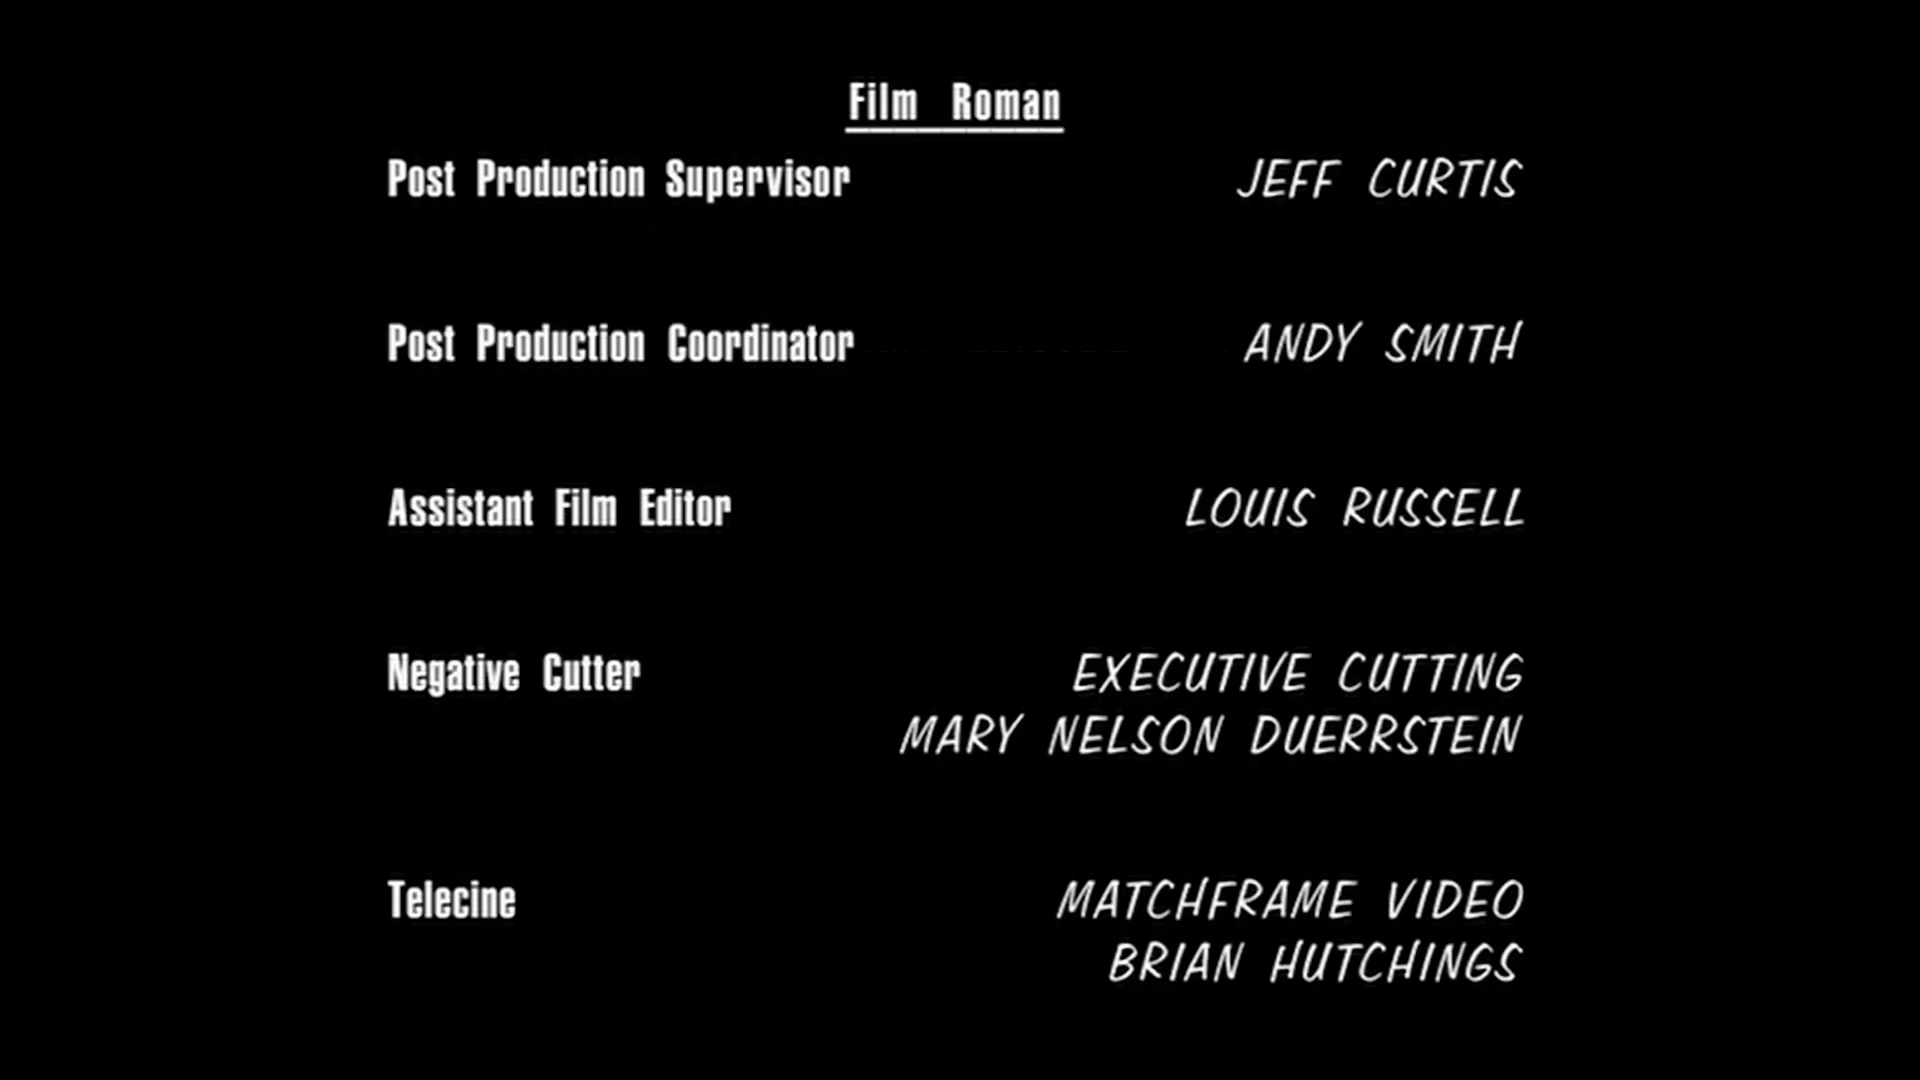 Film Roman
Post Production Supervisor JEFF CURTIS
Post Production Coordinator ANDY SMITH
Assistant Film Editor LOUIS RUSSELL
Negative Cutter EXECUTIVE CUTTING
MARY NELSON DUERRSTEIN
Telecine MATCHFRAME VIDEO
BRIAN HUTCHINGS